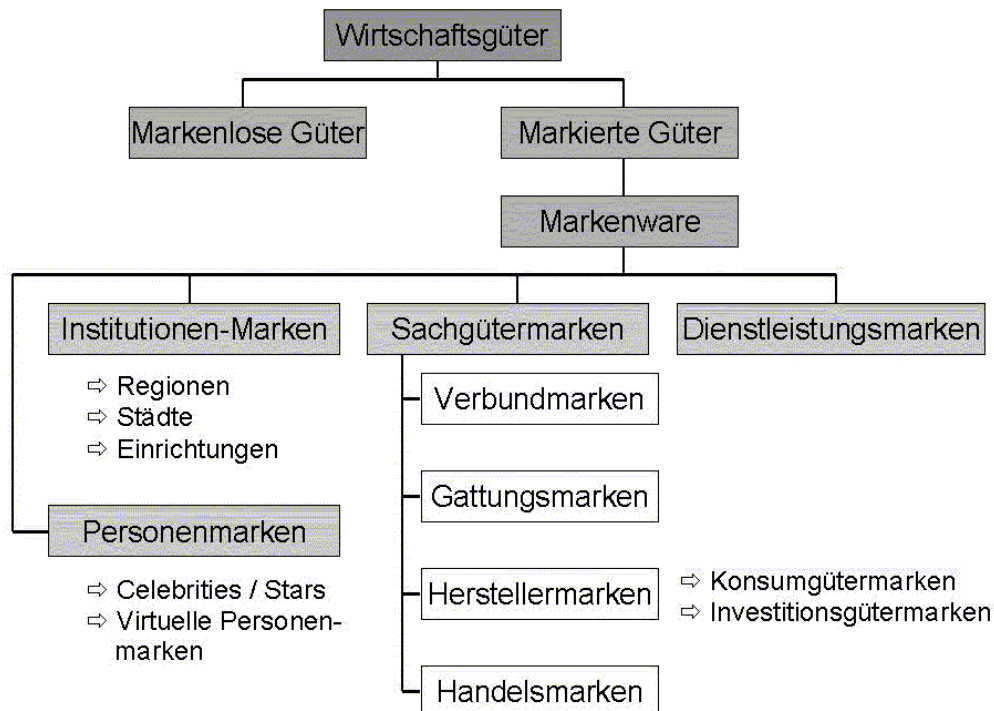 Wirtschaftsgüter
Markenlose Güter
Markierte Güter
Markenware
Institutionen-Marken
Sachgütermarken
Dienstleistungsmarken
⇨ Regionen
⇨ Städte
⇨ Einrichtungen
Personenmarken
⇨ Celebrities / Stars
⇨ Virtuelle Personen-
marken
Verbundmarken
Gattungsmarken
Herstellermarken
⇨ Konsumgütermarken
⇨ Investitionsgütermarken
Handelsmarken